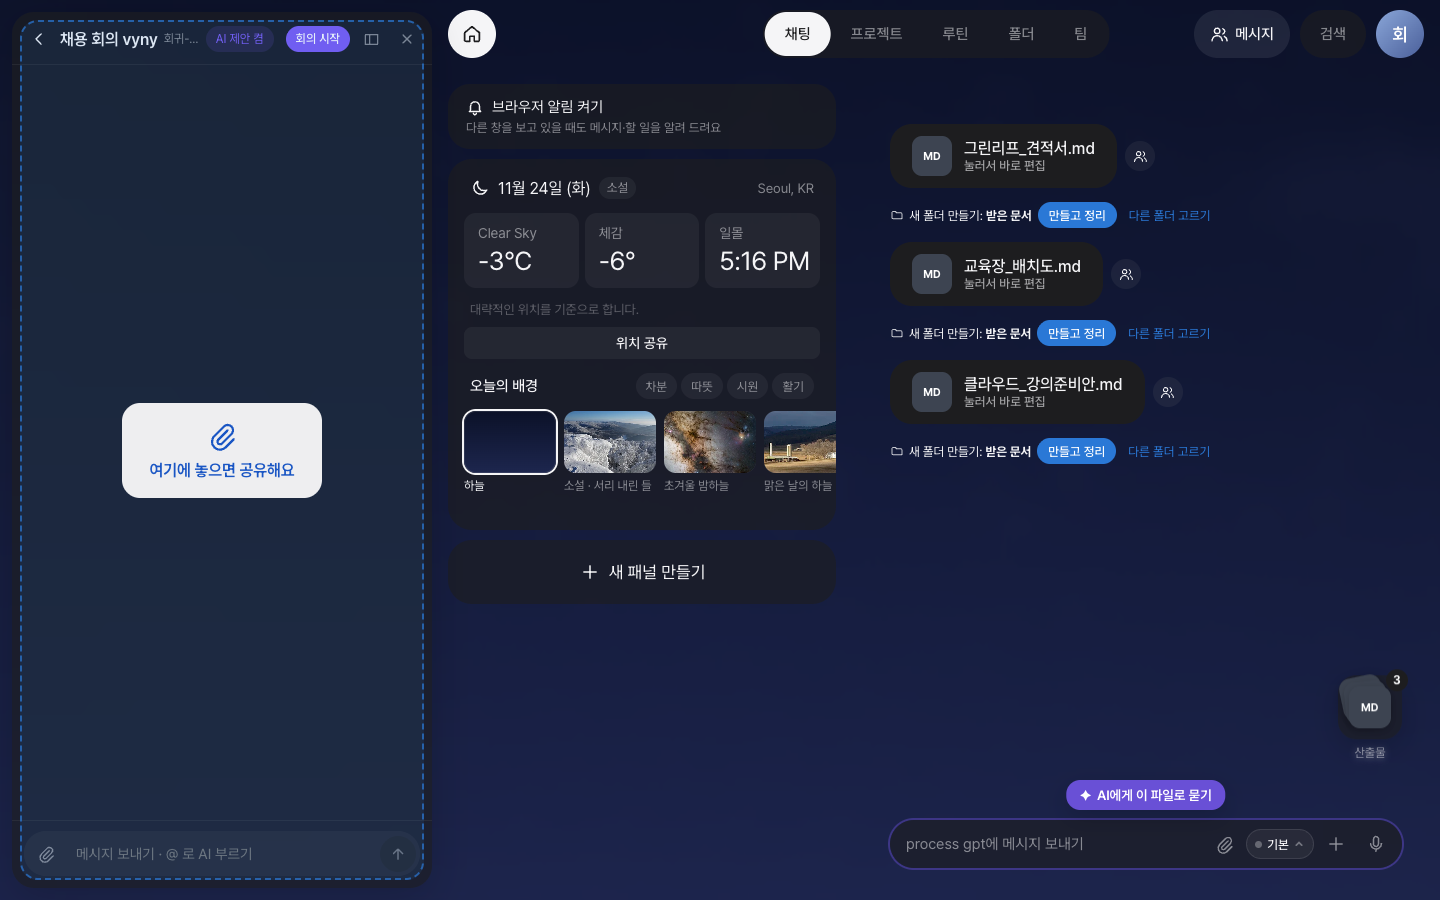 채용 회의 vyny 회귀-... AI 제안 켬 회의 시작
여기에 놓으면 공유해요
메시지 보내기 · @ 로 AI 부르기
채팅 프로젝트 루틴 폴더 팀
메시지 검색 회
브라우저 알림 켜기
다른 창을 보고 있을 때도 메시지·할 일을 알려 드려요
11월 24일 (화) 소설 Seoul, KR
Clear Sky 체감 일몰
-3°C -6° 5:16 PM
대략적인 위치를 기준으로 합니다.
위치 공유
오늘의 배경 차분 따뜻 시원 활기
하늘 소설 · 서리 내린 들 초겨울 밤하늘 맑은 날의 하늘
새 패널 만들기
MD 그린리프_견적서.md
눌러서 바로 편집
새 폴더 만들기: 받은 문서 만들고 정리 다른 폴더 고르기
MD 교육장_배치도.md
눌러서 바로 편집
새 폴더 만들기: 받은 문서 만들고 정리 다른 폴더 고르기
MD 클라우드_강의준비안.md
눌러서 바로 편집
새 폴더 만들기: 받은 문서 만들고 정리 다른 폴더 고르기
3
MD
산출물
AI에게 이 파일로 묻기
process gpt에 메시지 보내기 기본